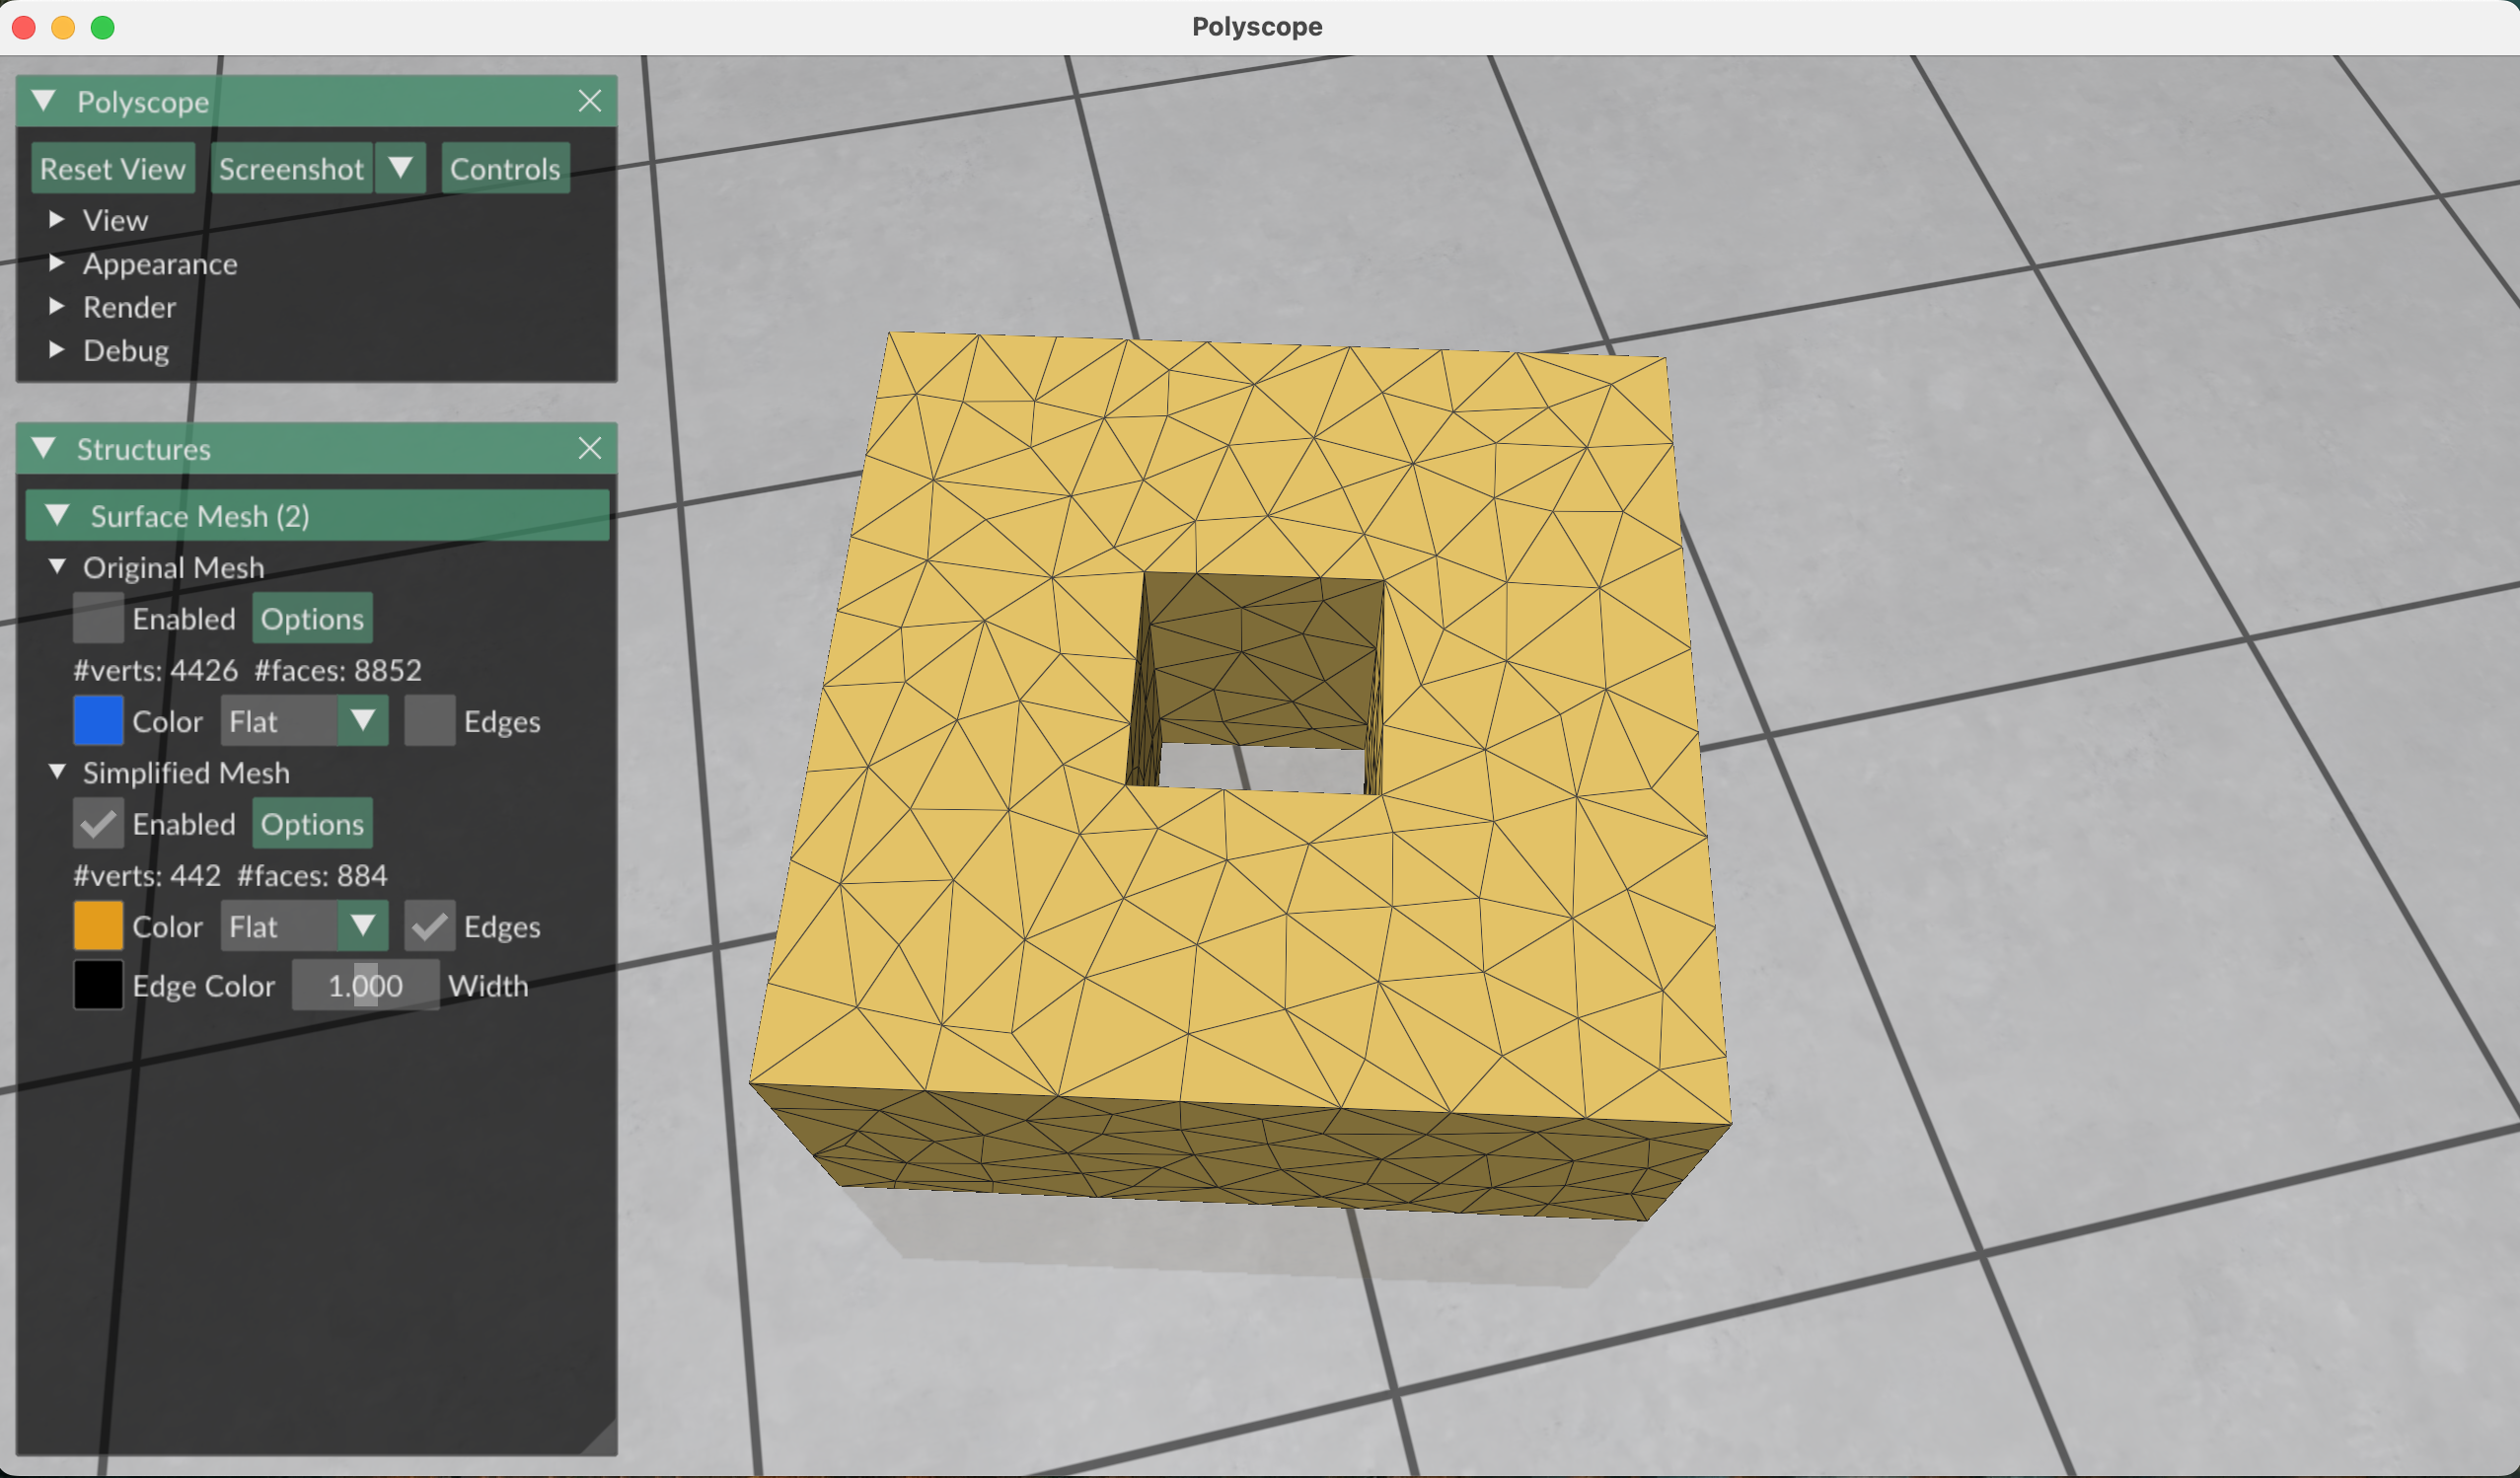 Polyscope
Polyscope
Reset View Screenshot Controls
View
Appearance
Render
Debug
Structures
Surface Mesh (2)
Original Mesh
Enabled Options
#verts: 4426 #faces: 8852
Color Flat Edges
Simplified Mesh
Enabled Options
#verts: 442 #faces: 884
Color Flat Edges
Edge Color 1.000 Width